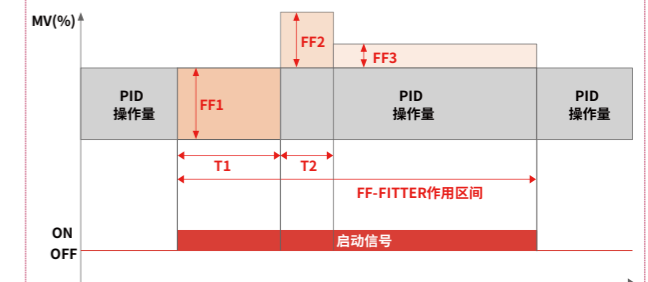 MV(%)
FF2
FF3
PID
操作量
FF1
PID
操作量
PID
操作量
T1
T2
FF-FITTER作用区间
ON
启动信号
OFF